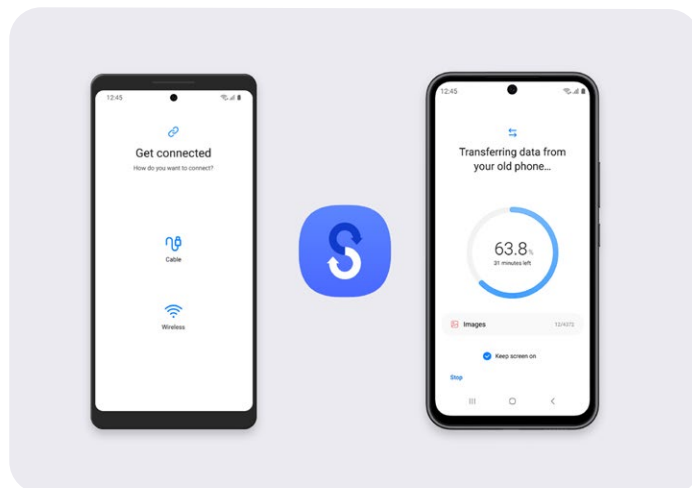 12:45
Get connected
How do you want to connect?
Cable
Wireless
12:45
Transferring data from
your old phone...
63.8%
31 minutes left
Images
Keep screen on
Stop